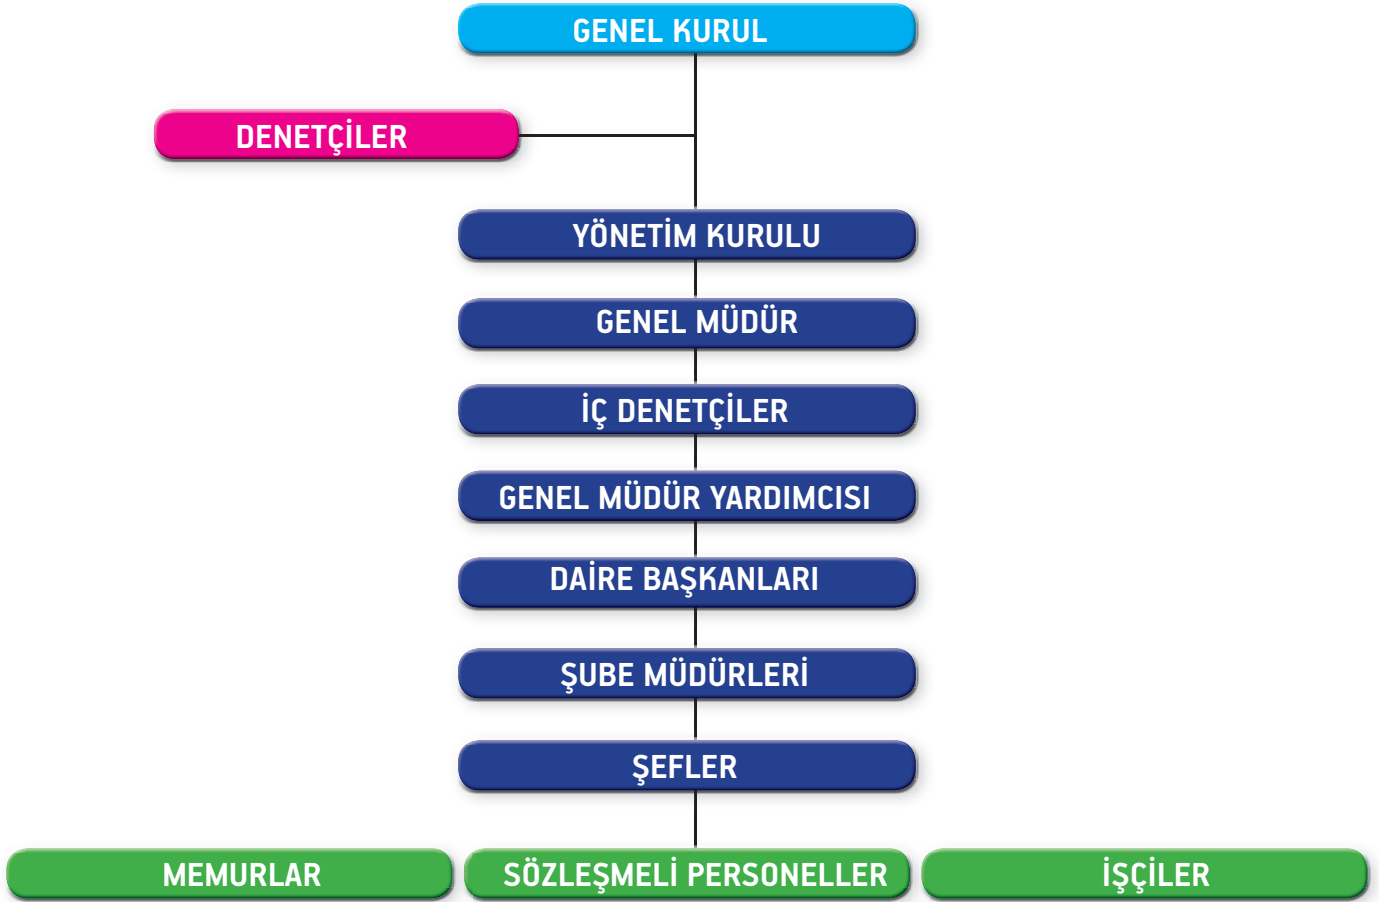 GENEL KURUL
DENETÇİLER
YÖNETİM KURULU
GENEL MÜDÜR
İÇ DENETÇİLER
GENEL MÜDÜR YARDIMCISI
DAİRE BAŞKANLARI
ŞUBE MÜDÜRLERİ
ŞEFLER
MEMURLAR
SÖZLEŞMELİ PERSONELLER
İŞÇİLER